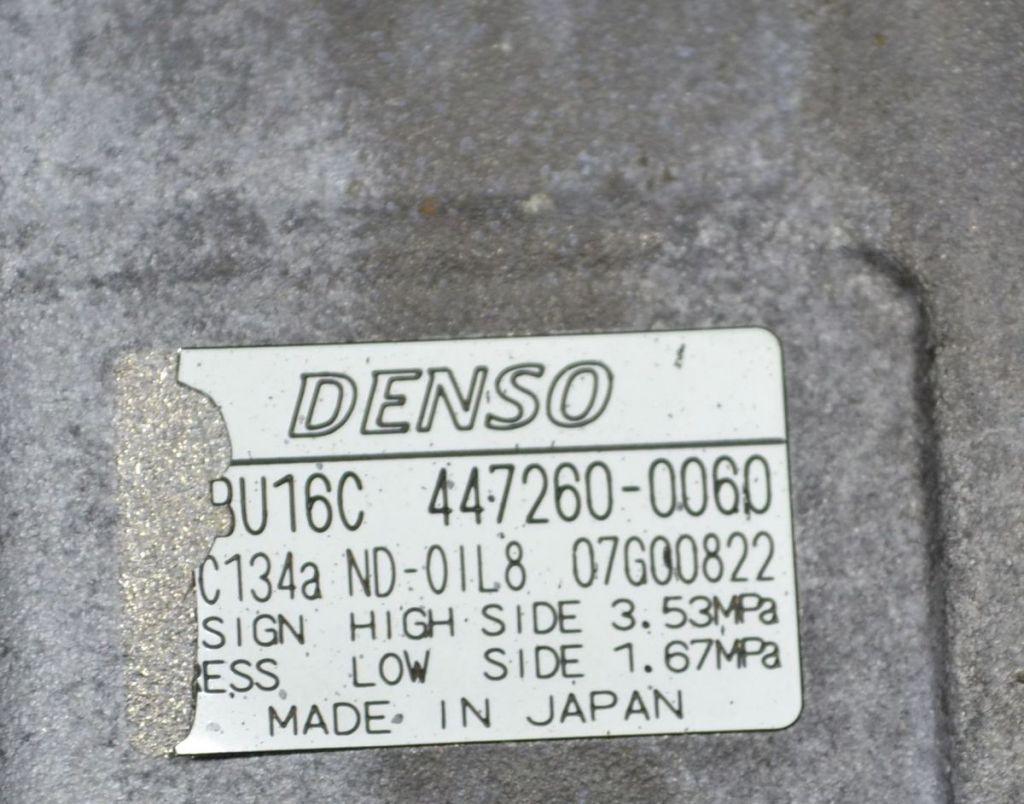 DENSO
BU16C 447260-0060
C134a ND-OIL8 07G00822
SIGN HIGH SIDE 3.53MPa
RESS LOW SIDE 1.67MPa
MADE IN JAPAN